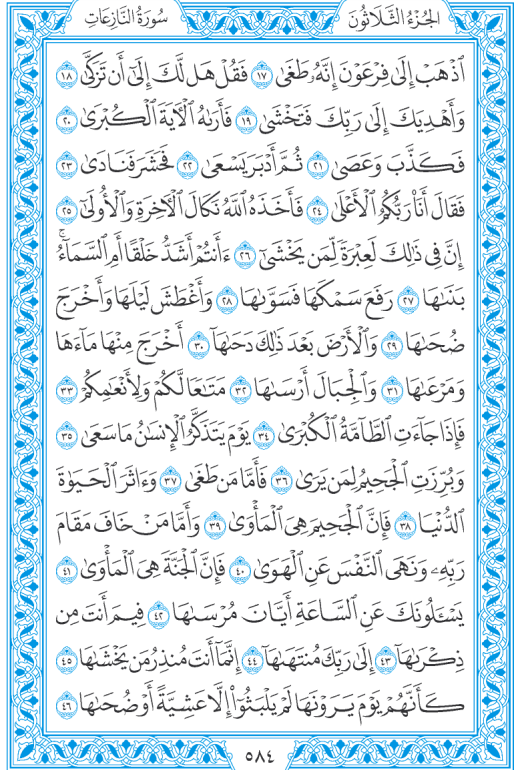 الجُزْءُ الثَّلَاثُونَ
سُورَةُ النَّازِعَات
ٱذْهَبْ إِلَىٰ فِرْعَوْنَ إِنَّهُۥ طَغَىٰ ١٧ فَقُلْ هَل لَّكَ إِلَىٰٓ أَن تَزَكَّىٰ ١٨
وَأَهْدِيَكَ إِلَىٰ رَبِّكَ فَتَخْشَىٰ ١٩ فَأَرَىٰهُ ٱلْأٓيَةَ ٱلْكُبْرَىٰ ٢٠
فَكَذَّبَ وَعَصَىٰ ٢١ ثُمَّ أَدْبَرَ يَسْعَىٰ ٢٢ فَحَشَرَ فَنَادَىٰ ٢٣
فَقَالَ أَنَا۠ رَبُّكُمُ ٱلْأَعْلَىٰ ٢٤ فَأَخَذَهُ ٱللَّهُ نَكَالَ ٱلْأٓخِرَةِ وَٱلْأُولَىٰٓ ٢٥
إِنَّ فِى ذَٰلِكَ لَعِبْرَةً لِّمَن يَخْشَىٰٓ ٢٦ ءَأَنتُمْ أَشَدُّ خَلْقًا أَمِ ٱلسَّمَآءُ ۚ
بَنَىٰهَا ٢٧ رَفَعَ سَمْكَهَا فَسَوَّىٰهَا ٢٨ وَأَغْطَشَ لَيْلَهَا وَأَخْرَجَ
ضُحَىٰهَا ٢٩ وَٱلْأَرْضَ بَعْدَ ذَٰلِكَ دَحَىٰهَآ ٣٠ أَخْرَجَ مِنْهَا مَآءَهَا
وَمَرْعَىٰهَا ٣١ وَٱلْجِبَالَ أَرْسَىٰهَا ٣٢ مَتَٰعًا لَّكُمْ وَلِأَنْعَٰمِكُمْ ٣٣
فَإِذَا جَآءَتِ ٱلطَّآمَّةُ ٱلْكُبْرَىٰ ٣٤ يَوْمَ يَتَذَكَّرُ ٱلْإِنسَٰنُ مَا سَعَىٰ ٣٥
وَبُرِّزَتِ ٱلْجَحِيمُ لِمَن يَرَىٰ ٣٦ فَأَمَّا مَن طَغَىٰ ٣٧ وَءَاثَرَ ٱلْحَيَوٰةَ
ٱلدُّنْيَا ٣٨ فَإِنَّ ٱلْجَحِيمَ هِىَ ٱلْمَأْوَىٰ ٣٩ وَأَمَّا مَنْ خَافَ مَقَامَ
رَبِّهِۦ وَنَهَى ٱلنَّفْسَ عَنِ ٱلْهَوَىٰ ٤٠ فَإِنَّ ٱلْجَنَّةَ هِىَ ٱلْمَأْوَىٰ ٤١
يَسْـَٔلُونَكَ عَنِ ٱلسَّاعَةِ أَيَّانَ مُرْسَىٰهَا ٤٢ فِيمَ أَنتَ مِن
ذِكْرَىٰهَآ ٤٣ إِلَىٰ رَبِّكَ مُنتَهَىٰهَآ ٤٤ إِنَّمَآ أَنتَ مُنذِرُ مَن يَخْشَىٰهَا ٤٥
كَأَنَّهُمْ يَوْمَ يَرَوْنَهَا لَمْ يَلْبَثُوٓا۟ إِلَّا عَشِيَّةً أَوْ ضُحَىٰهَا ٤٦
٥٨٤